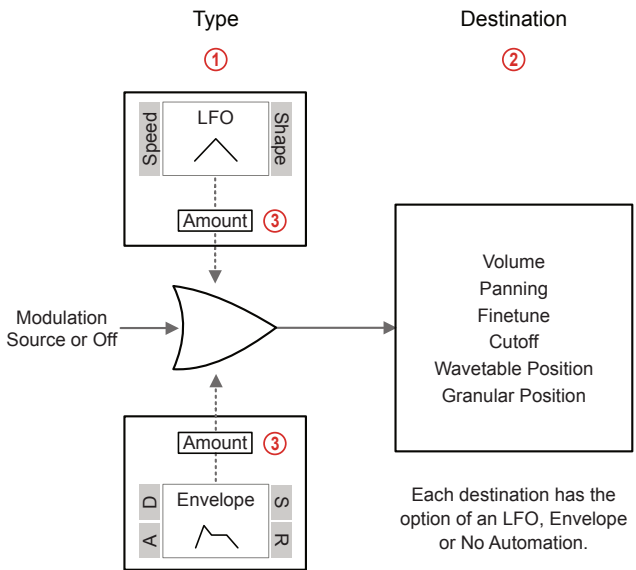 Type
Destination
1
2
Speed
LFO
Shape
Amount
3
Modulation
Source or Off
Volume
Panning
Finetune
Cutoff
Wavetable Position
Granular Position
Amount
3
D
A
Envelope
S
R
Each destination has the
option of an LFO, Envelope
or No Automation.